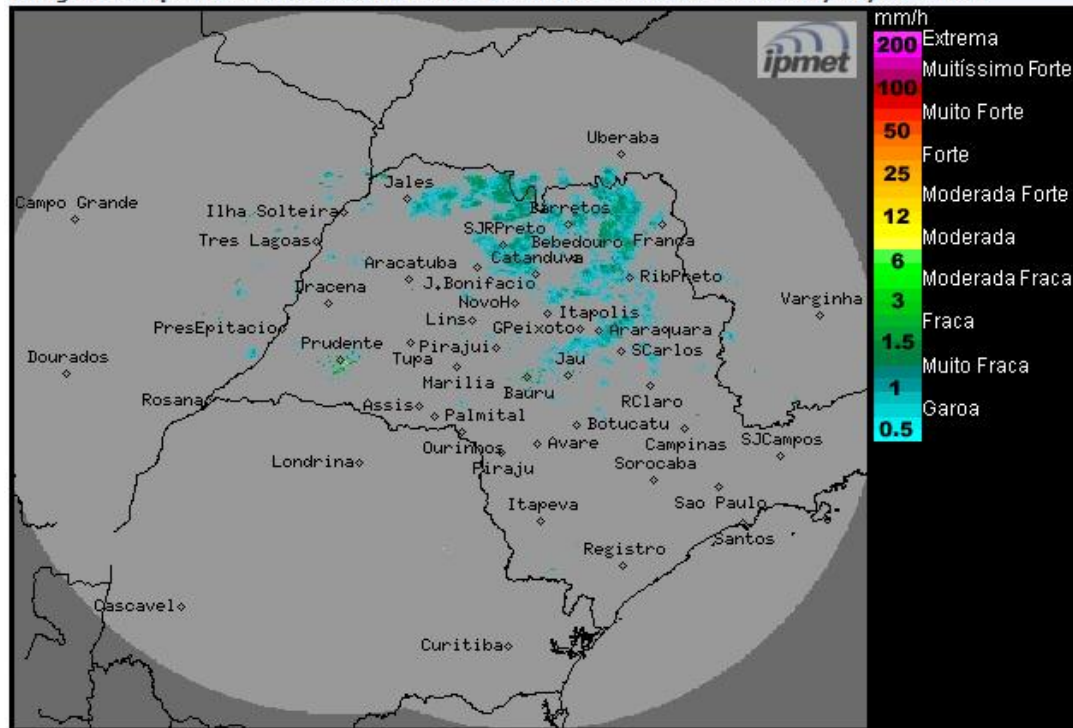 mm/h
200 Extrema
Muitíssimo Forte
100
Muito Forte
50
Forte
25
Moderada Forte
12
Moderada
6
Moderada Fraca
3
Fraca
1.5
Muito Fraca
1
Garoa
0.5
ipmet
Uberaba
Jales
Campo Grande
Ilha Solteira
Barretos
SJRPreto
Tres Lagoas
Bebedouro Franca
Catanduva
Aracatuba
RibPreto
J.Bonifacio
Dracena
NovoH
Varginha
Itapolis
Lins
PresEpitacio
GPeixoto
Araraquara
Prudente
Pirajui
SCarlos
Dourados
Tupa
Jau
Marilia
Bauru
Rosana
Assis
RClaro
Palmital
Botucatu
Campinas
SJCampos
Ourinhos
Avare
Londrina
Piraju
Sorocaba
Itapeva
Sao Paulo
Santos
Registro
Cascavel
Curitiba